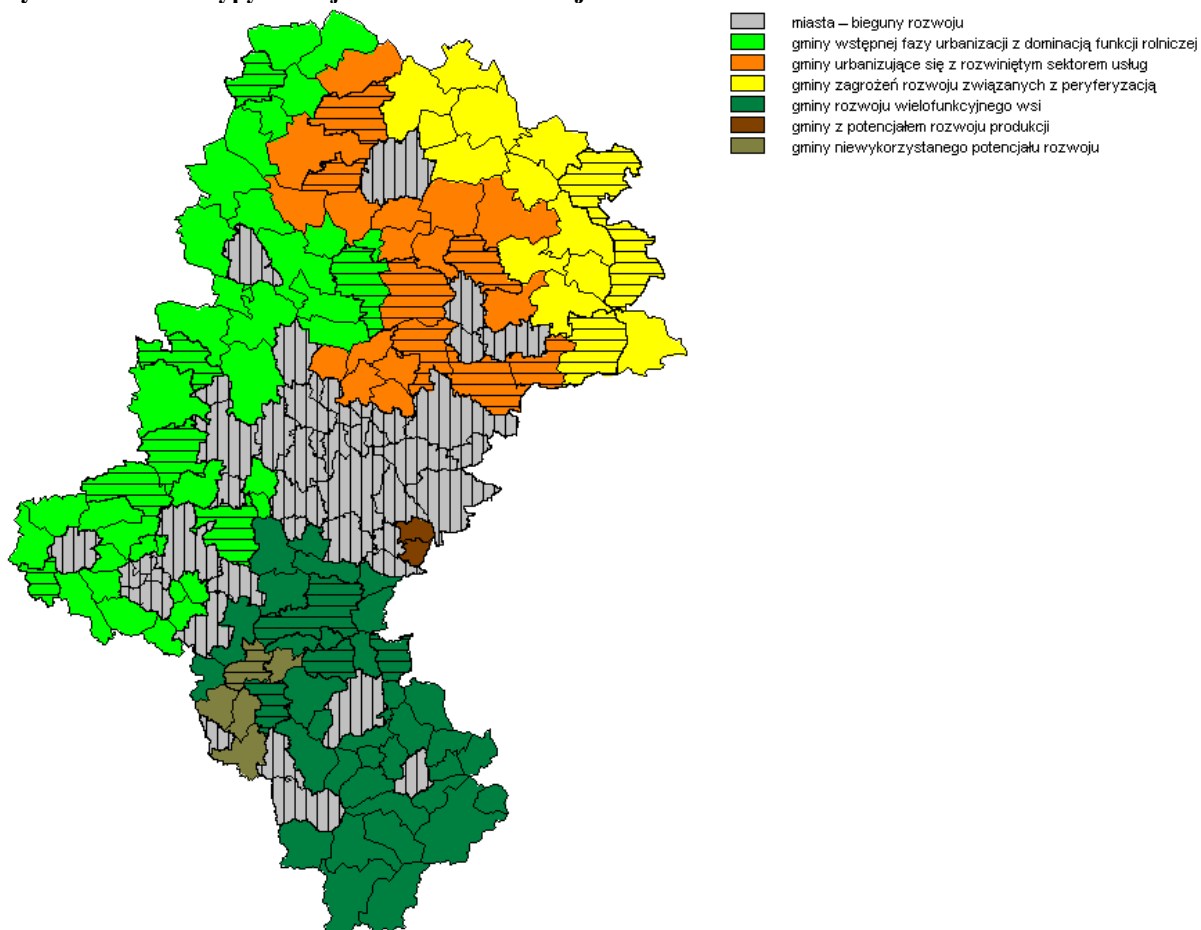 miasta – bieguny rozwoju
gminy wstępnej fazy urbanizacji z dominacją funkcji rolniczej
gminy urbanizujące się z rozwiniętym sektorem usług
gminy zagrożeń rozwoju związanych z peryferyzacją
gminy rozwoju wielofunkcyjnego wsi
gminy z potencjałem rozwoju produkcji
gminy niewykorzystanego potencjału rozwoju